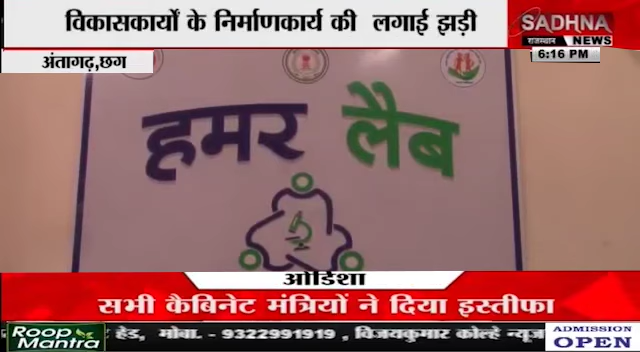 विकासकार्यों के निर्माणकार्य की लगाई झड़ी
SADHNA
राजस्थान NEWS
अंतागढ़,छग
6:16 PM
हमर लैब
ओडिशा
सभी कैबिनेट मंत्रियों ने दिया इस्तीफा
Roop Mantra
हेड, मोबा. - 9322991919 , विजयकुमार कोल्हे न्यूज
ADMISSION
OPEN